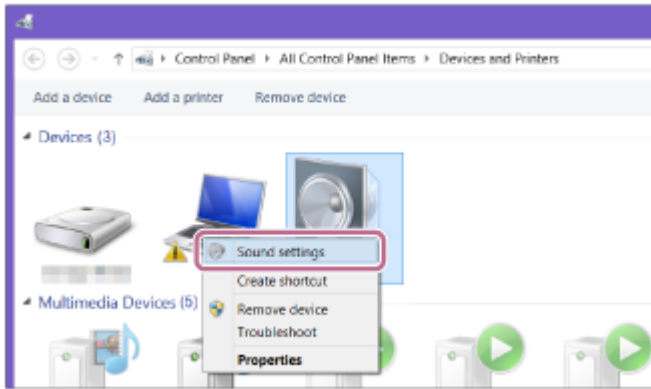 Control Panel All Control Panel Items Devices and Printers
Add a device Add a printer Remove device
Devices (3)
Sound settings
Create shortcut
Multimedia Devices (5)
Remove device
Troubleshoot
Properties